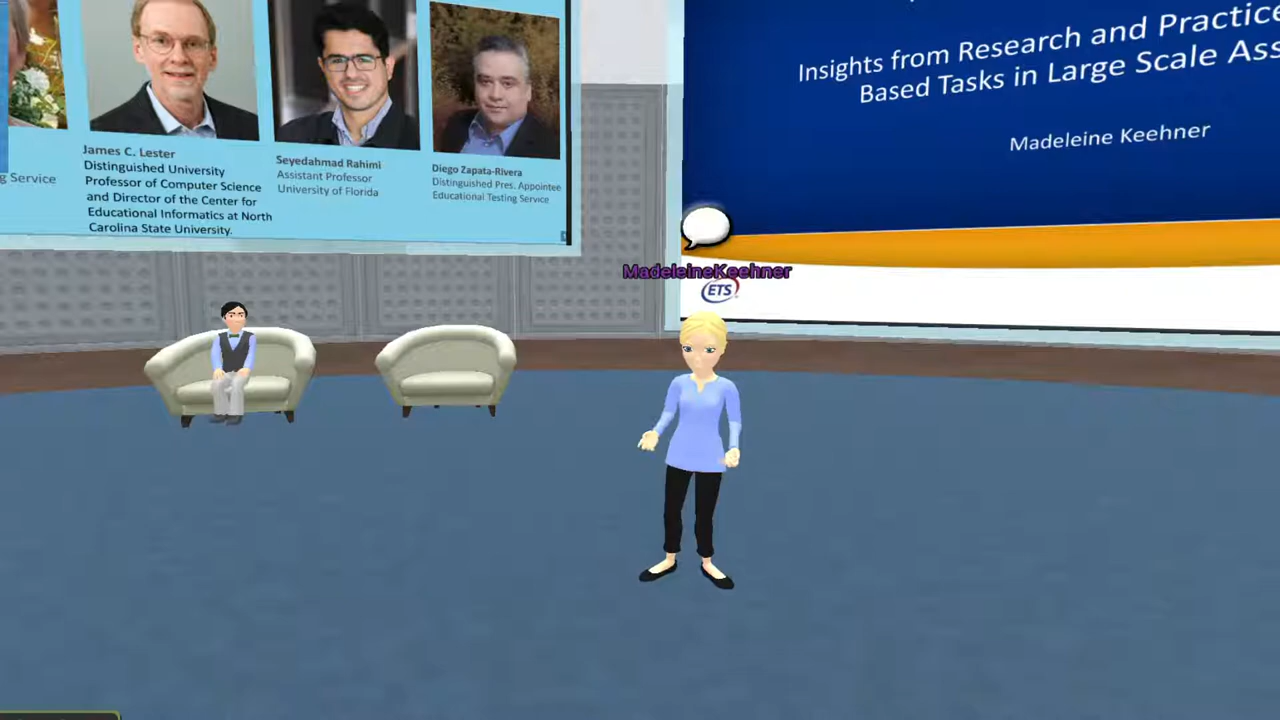 g Service
James C. Lester
Distinguished University
Professor of Computer Science
and Director of the Center for
Educational Informatics at North
Carolina State University.
Seyedahmad Rahimi
Assistant Professor
University of Florida
Diego Zapata-Rivera
Distinguished Pres. Appointee
Educational Testing Service
Insights from Research and Practice
Based Tasks in Large Scale Ass
Madeleine Keehner
MadeleineKeehner
ETS